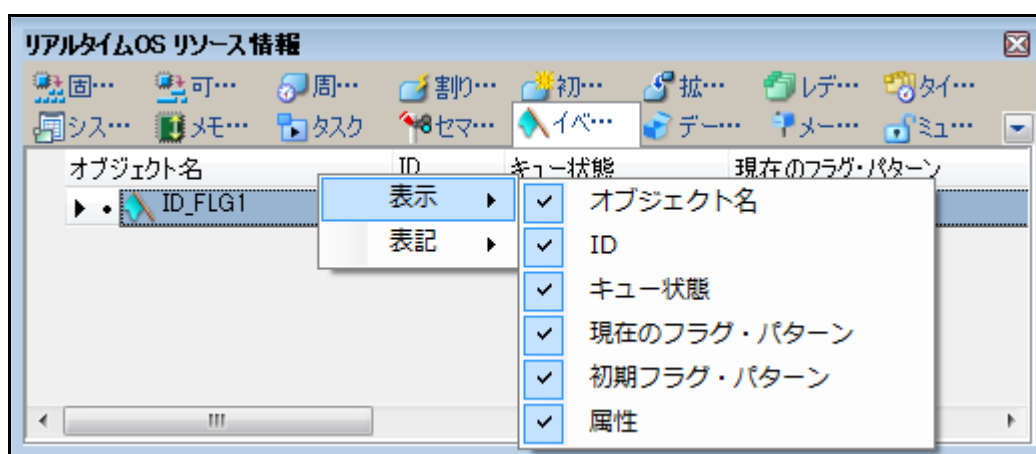 リアルタイムOS リソース情報
固… 可… 周… 割り… 初… 拡… レデ… タイ…
シス… メモ… タスク セマ… イベ… デー… メー… ミュ…
オブジェクト名 ID キュー状態 現在のフラグ・パターン
ID_FLG1
表示
表記
オブジェクト名
ID
キュー状態
現在のフラグ・パターン
初期フラグ・パターン
属性